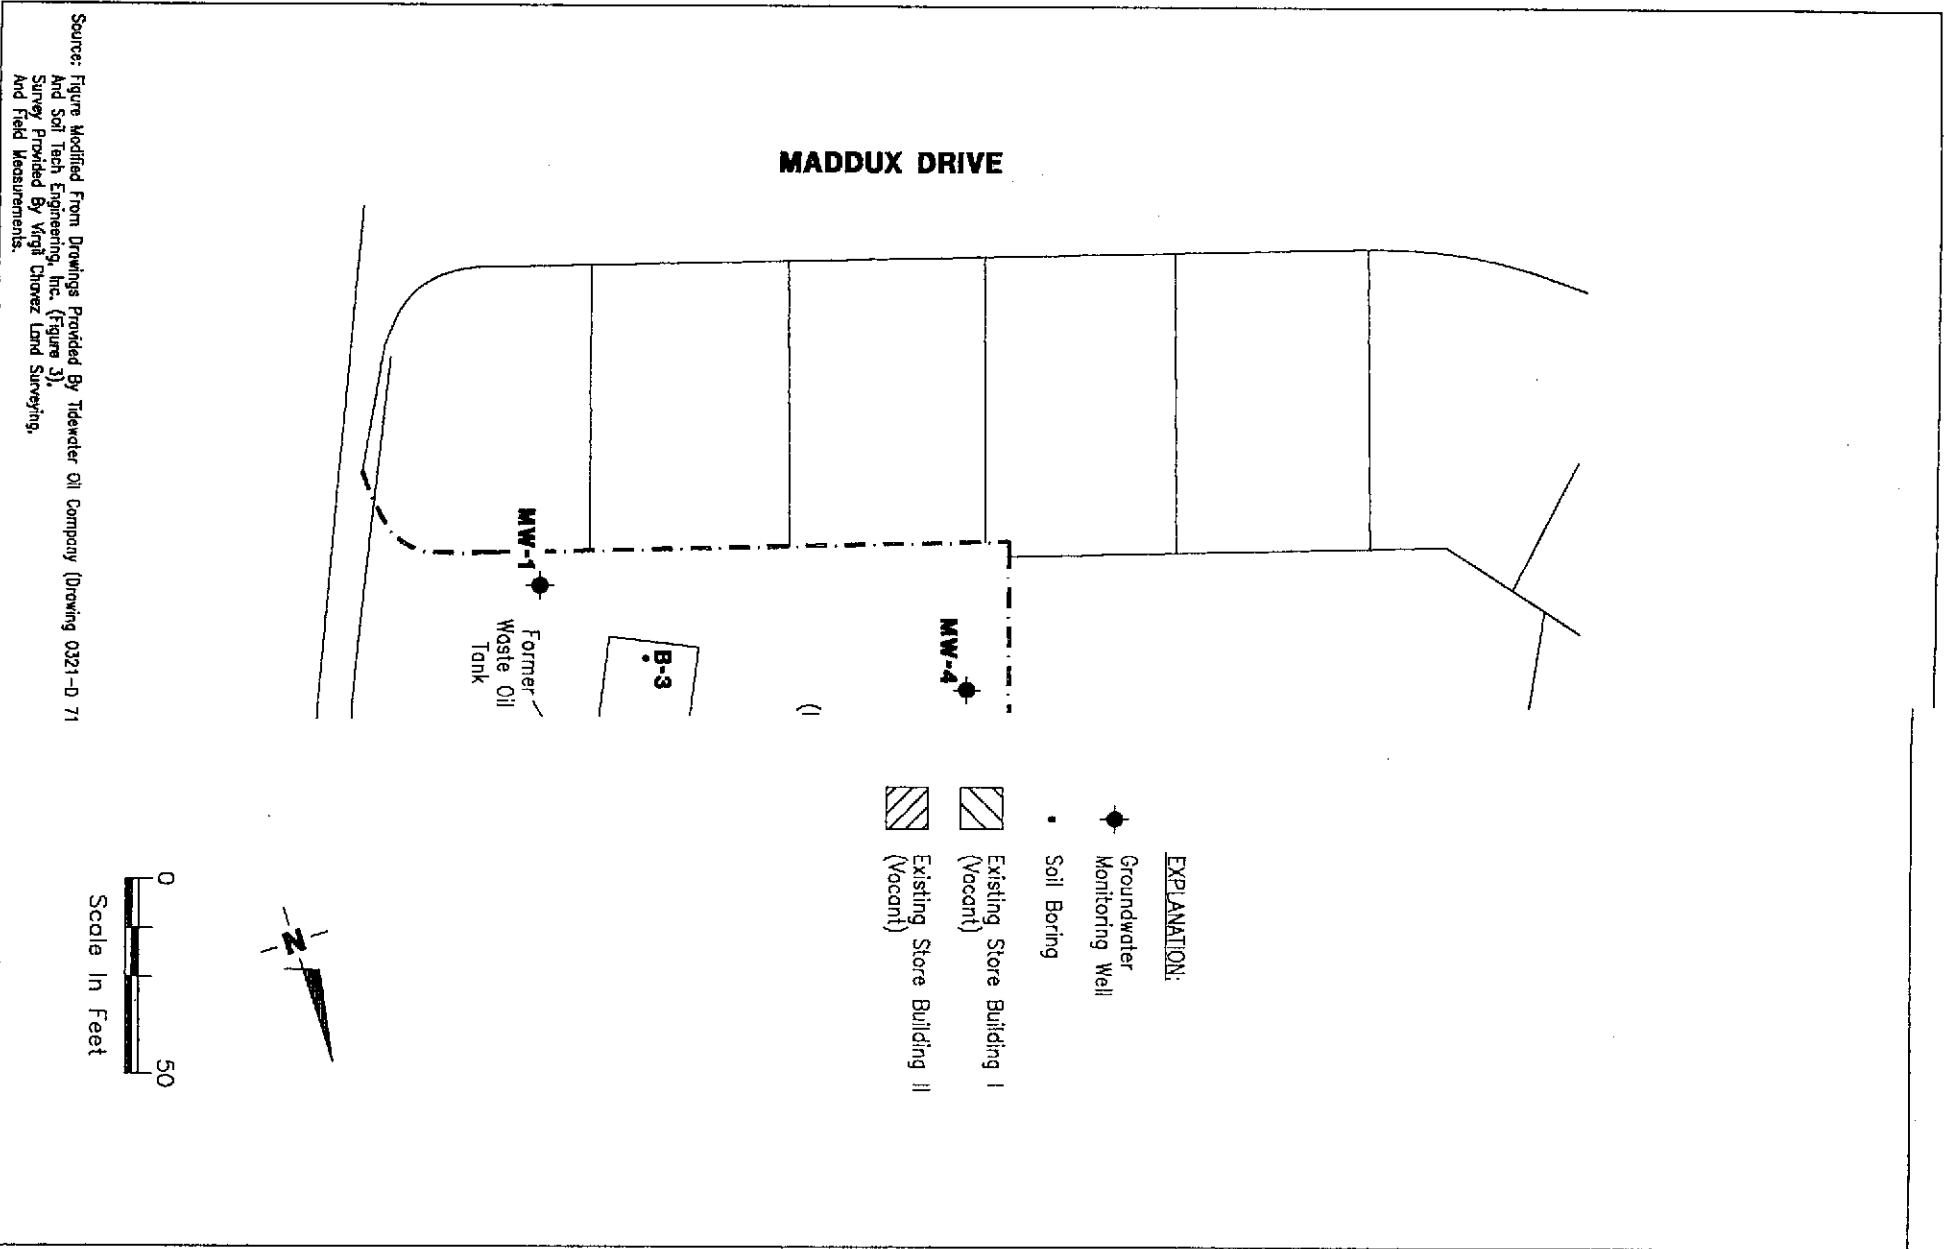 MADDUX DRIVE
MW-1
MW-4
B-3
Former
Waste Oil
Tank
(I
EXPLANATION:
Groundwater
Monitoring Well
Soil Boring
Existing Store Building I
(Vacant)
Existing Store Building II
(Vacant)
N
0
50
Scale In Feet
Source: Figure Modified From Drawings Provided By Tidewater Oil Company (Drawing 0321-D 71
And Soil Tech Engineering, Inc. (Figure 3),
Survey Provided By Virgil Chavez Land Surveying,
And Field Measurements.